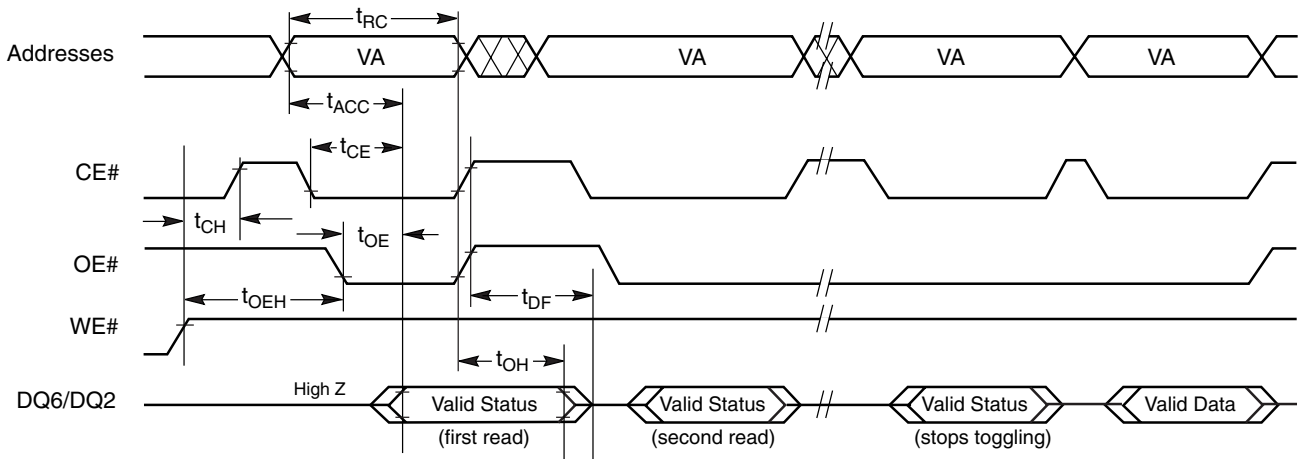 tRC
Addresses VA VA VA VA
tACC
tCE
CE#
tCH tOE
OE#
tOEH tDF
WE#
tOH
High Z
DQ6/DQ2 Valid Status Valid Status Valid Status Valid Data
(first read) (second read) (stops toggling)